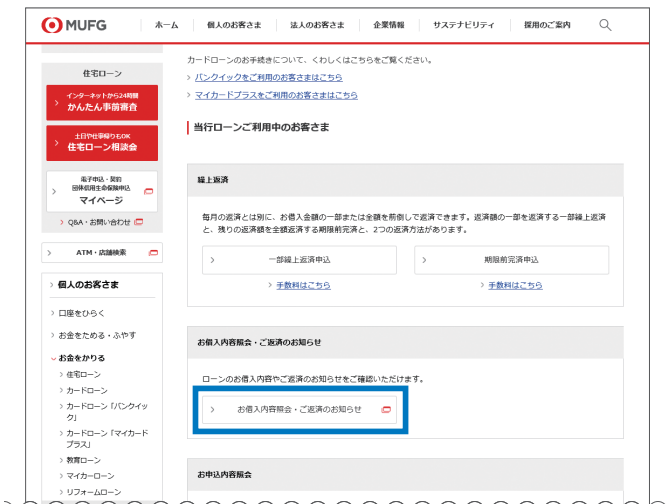 MUFG
ホーム
個人のお客さま
法人のお客さま
企業情報
サステナビリティ
採用のご案内
住宅ローン
インターネットから24時間
かんたん事前審査
土日や仕事帰りもOK
住宅ローン相談会
電子申込・契約
団体信用生命保険申込
マイページ
Q&A・お問い合わせ
ATM・店舗検索
個人のお客さま
口座をひらく
お金をためる・ふやす
お金をかりる
住宅ローン
カードローン
カードローン「バンクイッ
ク」
カードローン「マイカード
プラス」
教育ローン
マイカーローン
リフォームローン
カードローンのお手続きについて、くわしくはこちらをご覧ください。
バンクイックをご利用のお客さまはこちら
マイカードプラスをご利用のお客さまはこちら
当行ローンご利用中のお客さま
繰上返済
毎月の返済とは別に、お借入金額の一部または全額を前倒しで返済できます。返済額の一部を返済する一部繰上返済
と、残りの返済額を全額返済する期限前完済と、2つの返済方法があります。
一部繰上返済申込
期限前完済申込
手数料はこちら
手数料はこちら
お借入内容照会・ご返済のお知らせ
ローンのお借入内容やご返済のお知らせをご確認いただけます。
お借入内容照会・ご返済のお知らせ
お申込内容照会